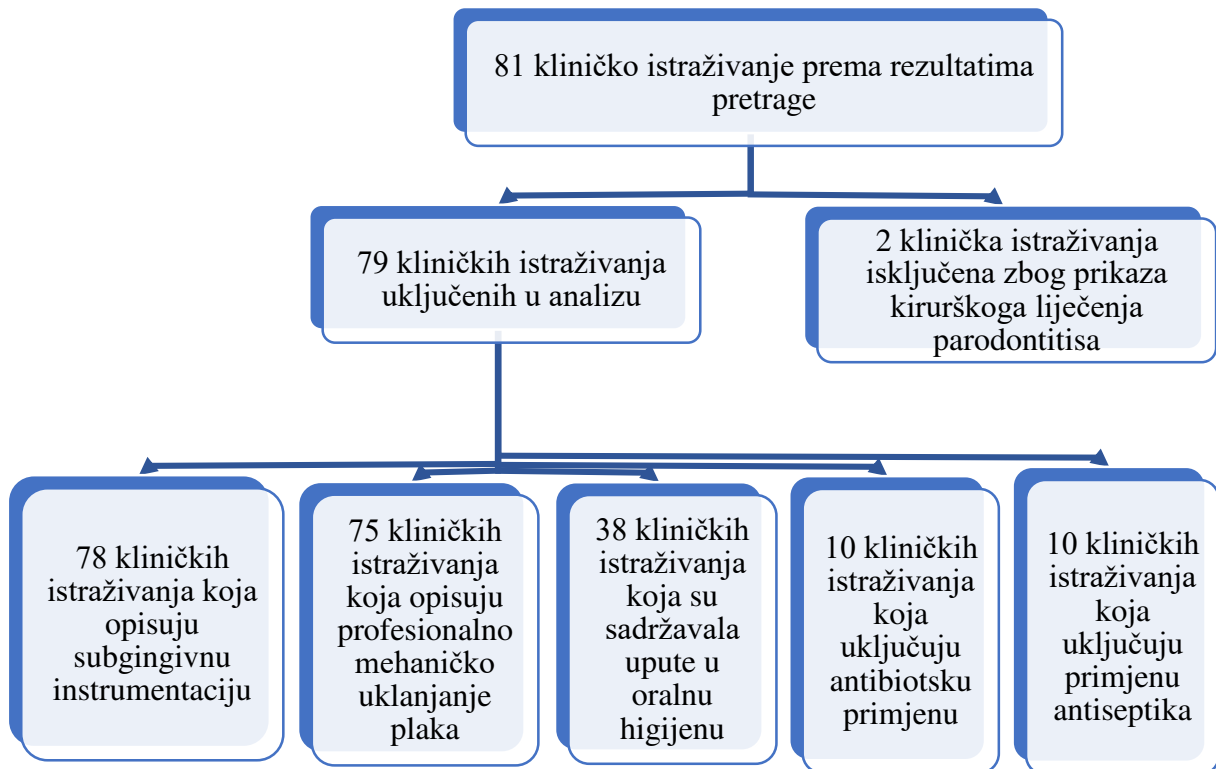 81 kliničko istraživanje prema rezultatima
pretrage
79 kliničkih istraživanja
uključenih u analizu
2 klinička istraživanja
isključena zbog prikaza
kirurškoga liječenja
parodontitisa
78 kliničkih
istraživanja koja
opisuju
subgingivnu
instrumentaciju
75 kliničkih
istraživanja
koja opisuju
profesionalno
mehaničko
uklanjanje
plaka
38 kliničkih
istraživanja
koja su
sadržavala
upute u
oralnu
higijenu
10 kliničkih
istraživanja
koja
uključuju
antibiotsku
primjenu
10 kliničkih
istraživanja
koja
uključuju
primjenu
antiseptika